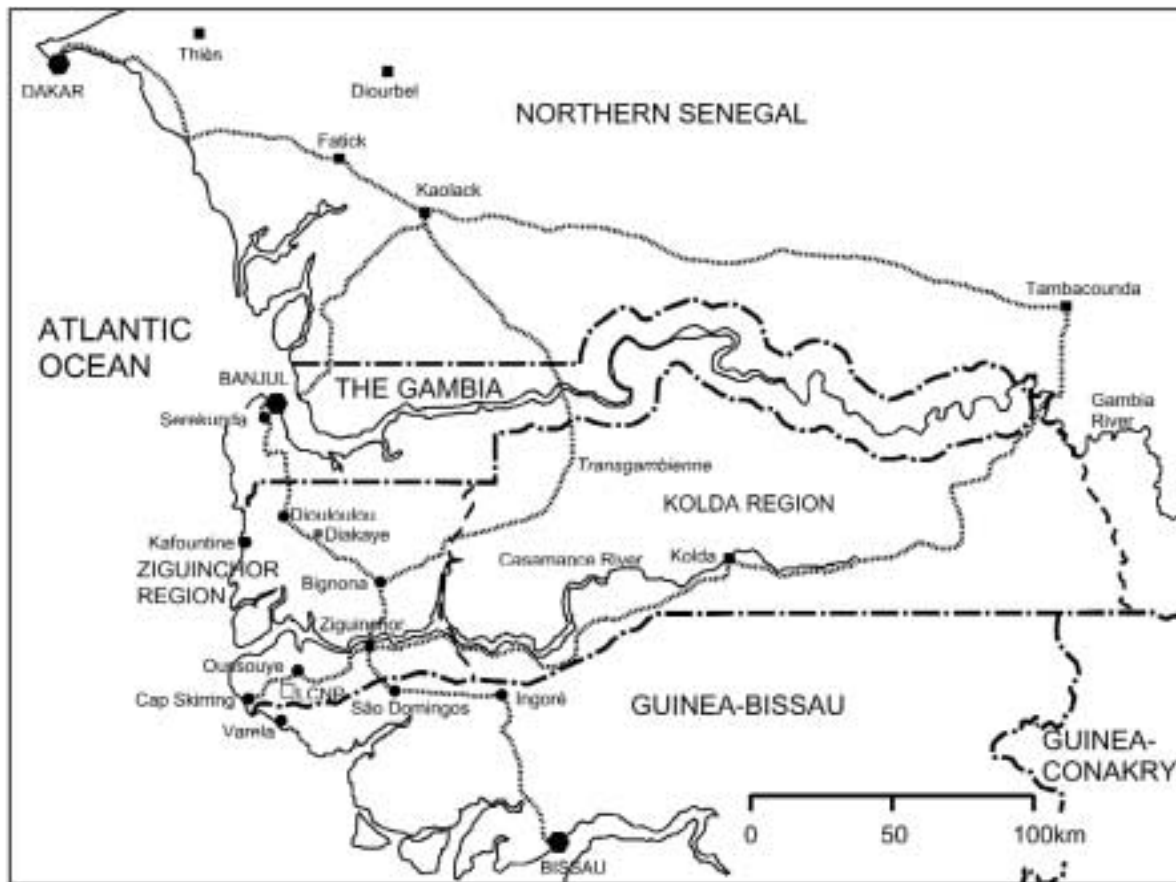 Thiès
DAKAR
Diourbel
NORTHERN SENEGAL
Fatick
Kaolack
Tambacounda
ATLANTIC
OCEAN
BANJUL
THE GAMBIA
Serekunda
Gambia
River
Transgambienne
KOLDA REGION
Diouloulou
Diakaye
Kafountine
Casamance River
Kolda
ZIGUINCHOR
REGION
Bignona
Ziguinchor
Oussouye
LCNP
Cap Skirring
São Domingos
Ingoré
GUINEA-BISSAU
Varela
GUINEA-
CONAKRY
0 50 100km
BISSAU